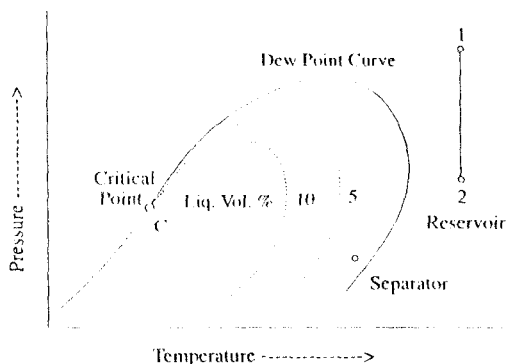 1
Dew Point Curve
Critical
Point
Liq. Vol. % 10 5
C
2
Reservoir
Separator
Pressure ------->
Temperature ------------->